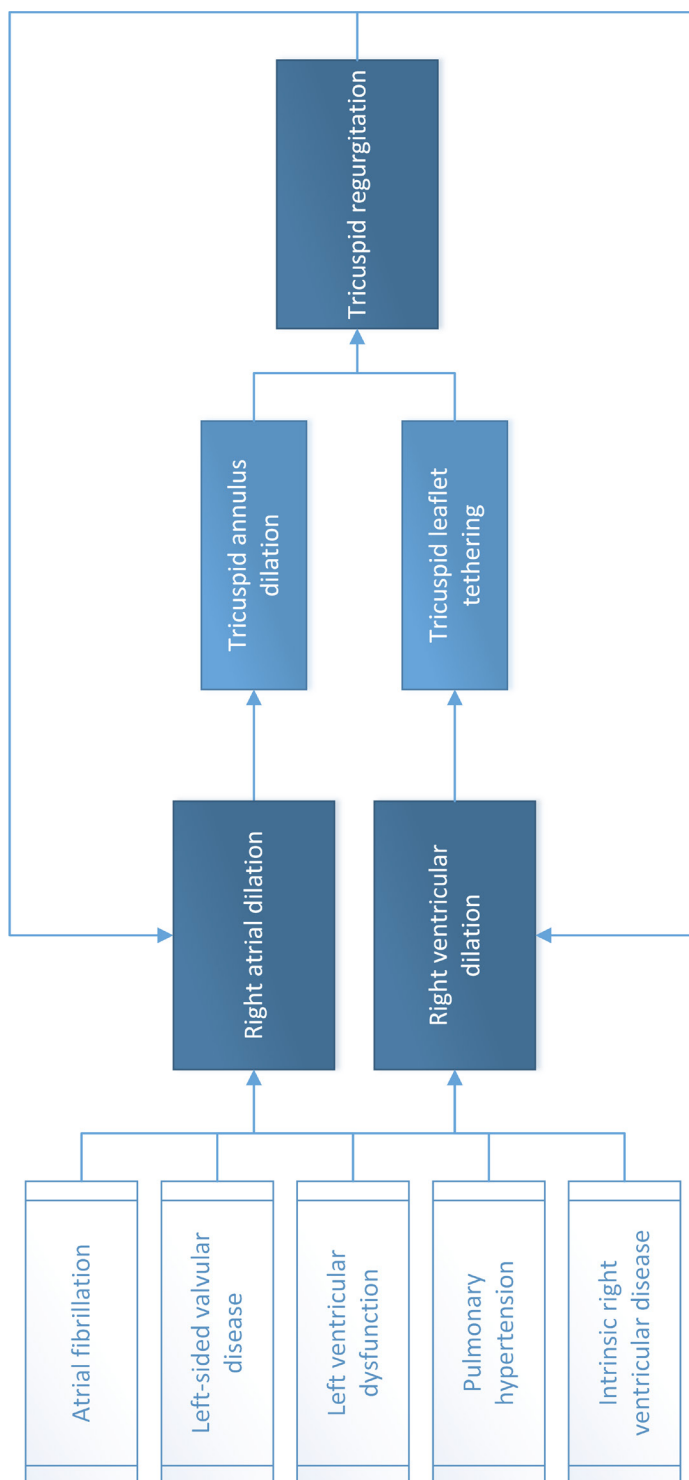 Atrial fibrillation
Left-sided valvular
disease
Left ventricular
dysfunction
Pulmonary
hypertension
Intrinsic right
ventricular disease
Right atrial dilation
Right ventricular
dilation
Tricuspid annulus
dilation
Tricuspid leaflet
tethering
Tricuspid regurgitation